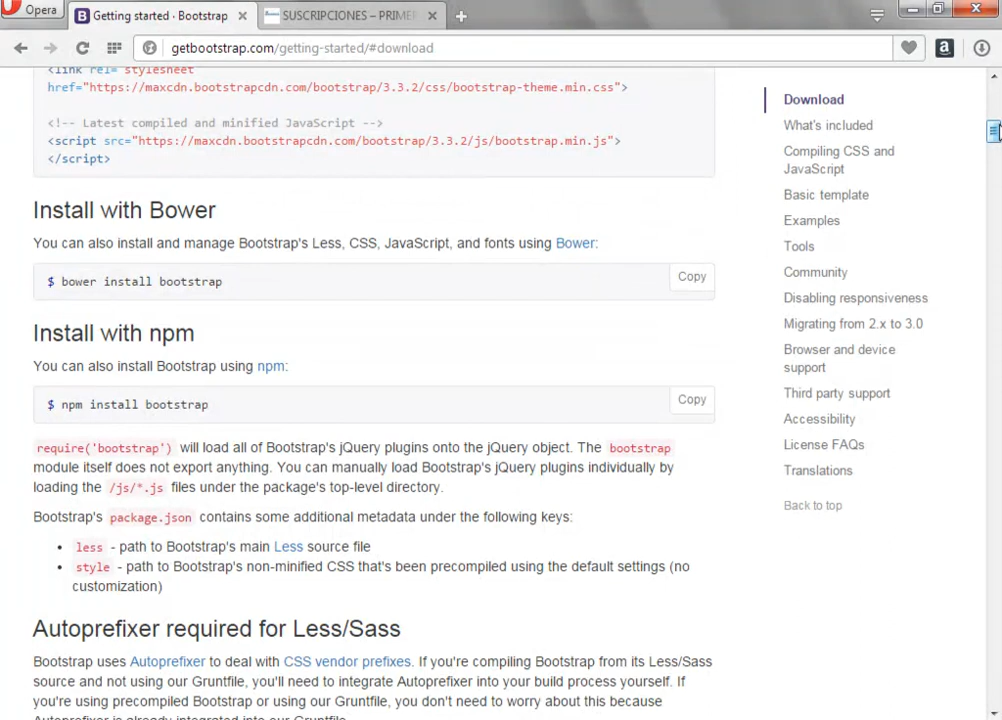 Opera
Getting started · Bootstrap
SUSCRIPCIONES – PRIMER
getbootstrap.com/getting-started/#download
<link rel="stylesheet"
href="https://maxcdn.bootstrapcdn.com/bootstrap/3.3.2/css/bootstrap-theme.min.css">
<!-- Latest compiled and minified JavaScript -->
<script src="https://maxcdn.bootstrapcdn.com/bootstrap/3.3.2/js/bootstrap.min.js">
</script>
Install with Bower
You can also install and manage Bootstrap's Less, CSS, JavaScript, and fonts using Bower:
$ bower install bootstrap
Copy
Install with npm
You can also install Bootstrap using npm:
$ npm install bootstrap
Copy
require('bootstrap') will load all of Bootstrap's jQuery plugins onto the jQuery object. The bootstrap
module itself does not export anything. You can manually load Bootstrap's jQuery plugins individually by
loading the /js/*.js files under the package's top-level directory.
Bootstrap's package.json contains some additional metadata under the following keys:
• less - path to Bootstrap's main Less source file
• style - path to Bootstrap's non-minified CSS that's been precompiled using the default settings (no
customization)
Autoprefixer required for Less/Sass
Bootstrap uses Autoprefixer to deal with CSS vendor prefixes. If you're compiling Bootstrap from its Less/Sass
source and not using our Gruntfile, you'll need to integrate Autoprefixer into your build process yourself. If
you're using precompiled Bootstrap or using our Gruntfile, you don't need to worry about this because
Autoprefixer is already integrated into our Gruntfile.
Download
What's included
Compiling CSS and
JavaScript
Basic template
Examples
Tools
Community
Disabling responsiveness
Migrating from 2.x to 3.0
Browser and device
support
Third party support
Accessibility
License FAQs
Translations
Back to top